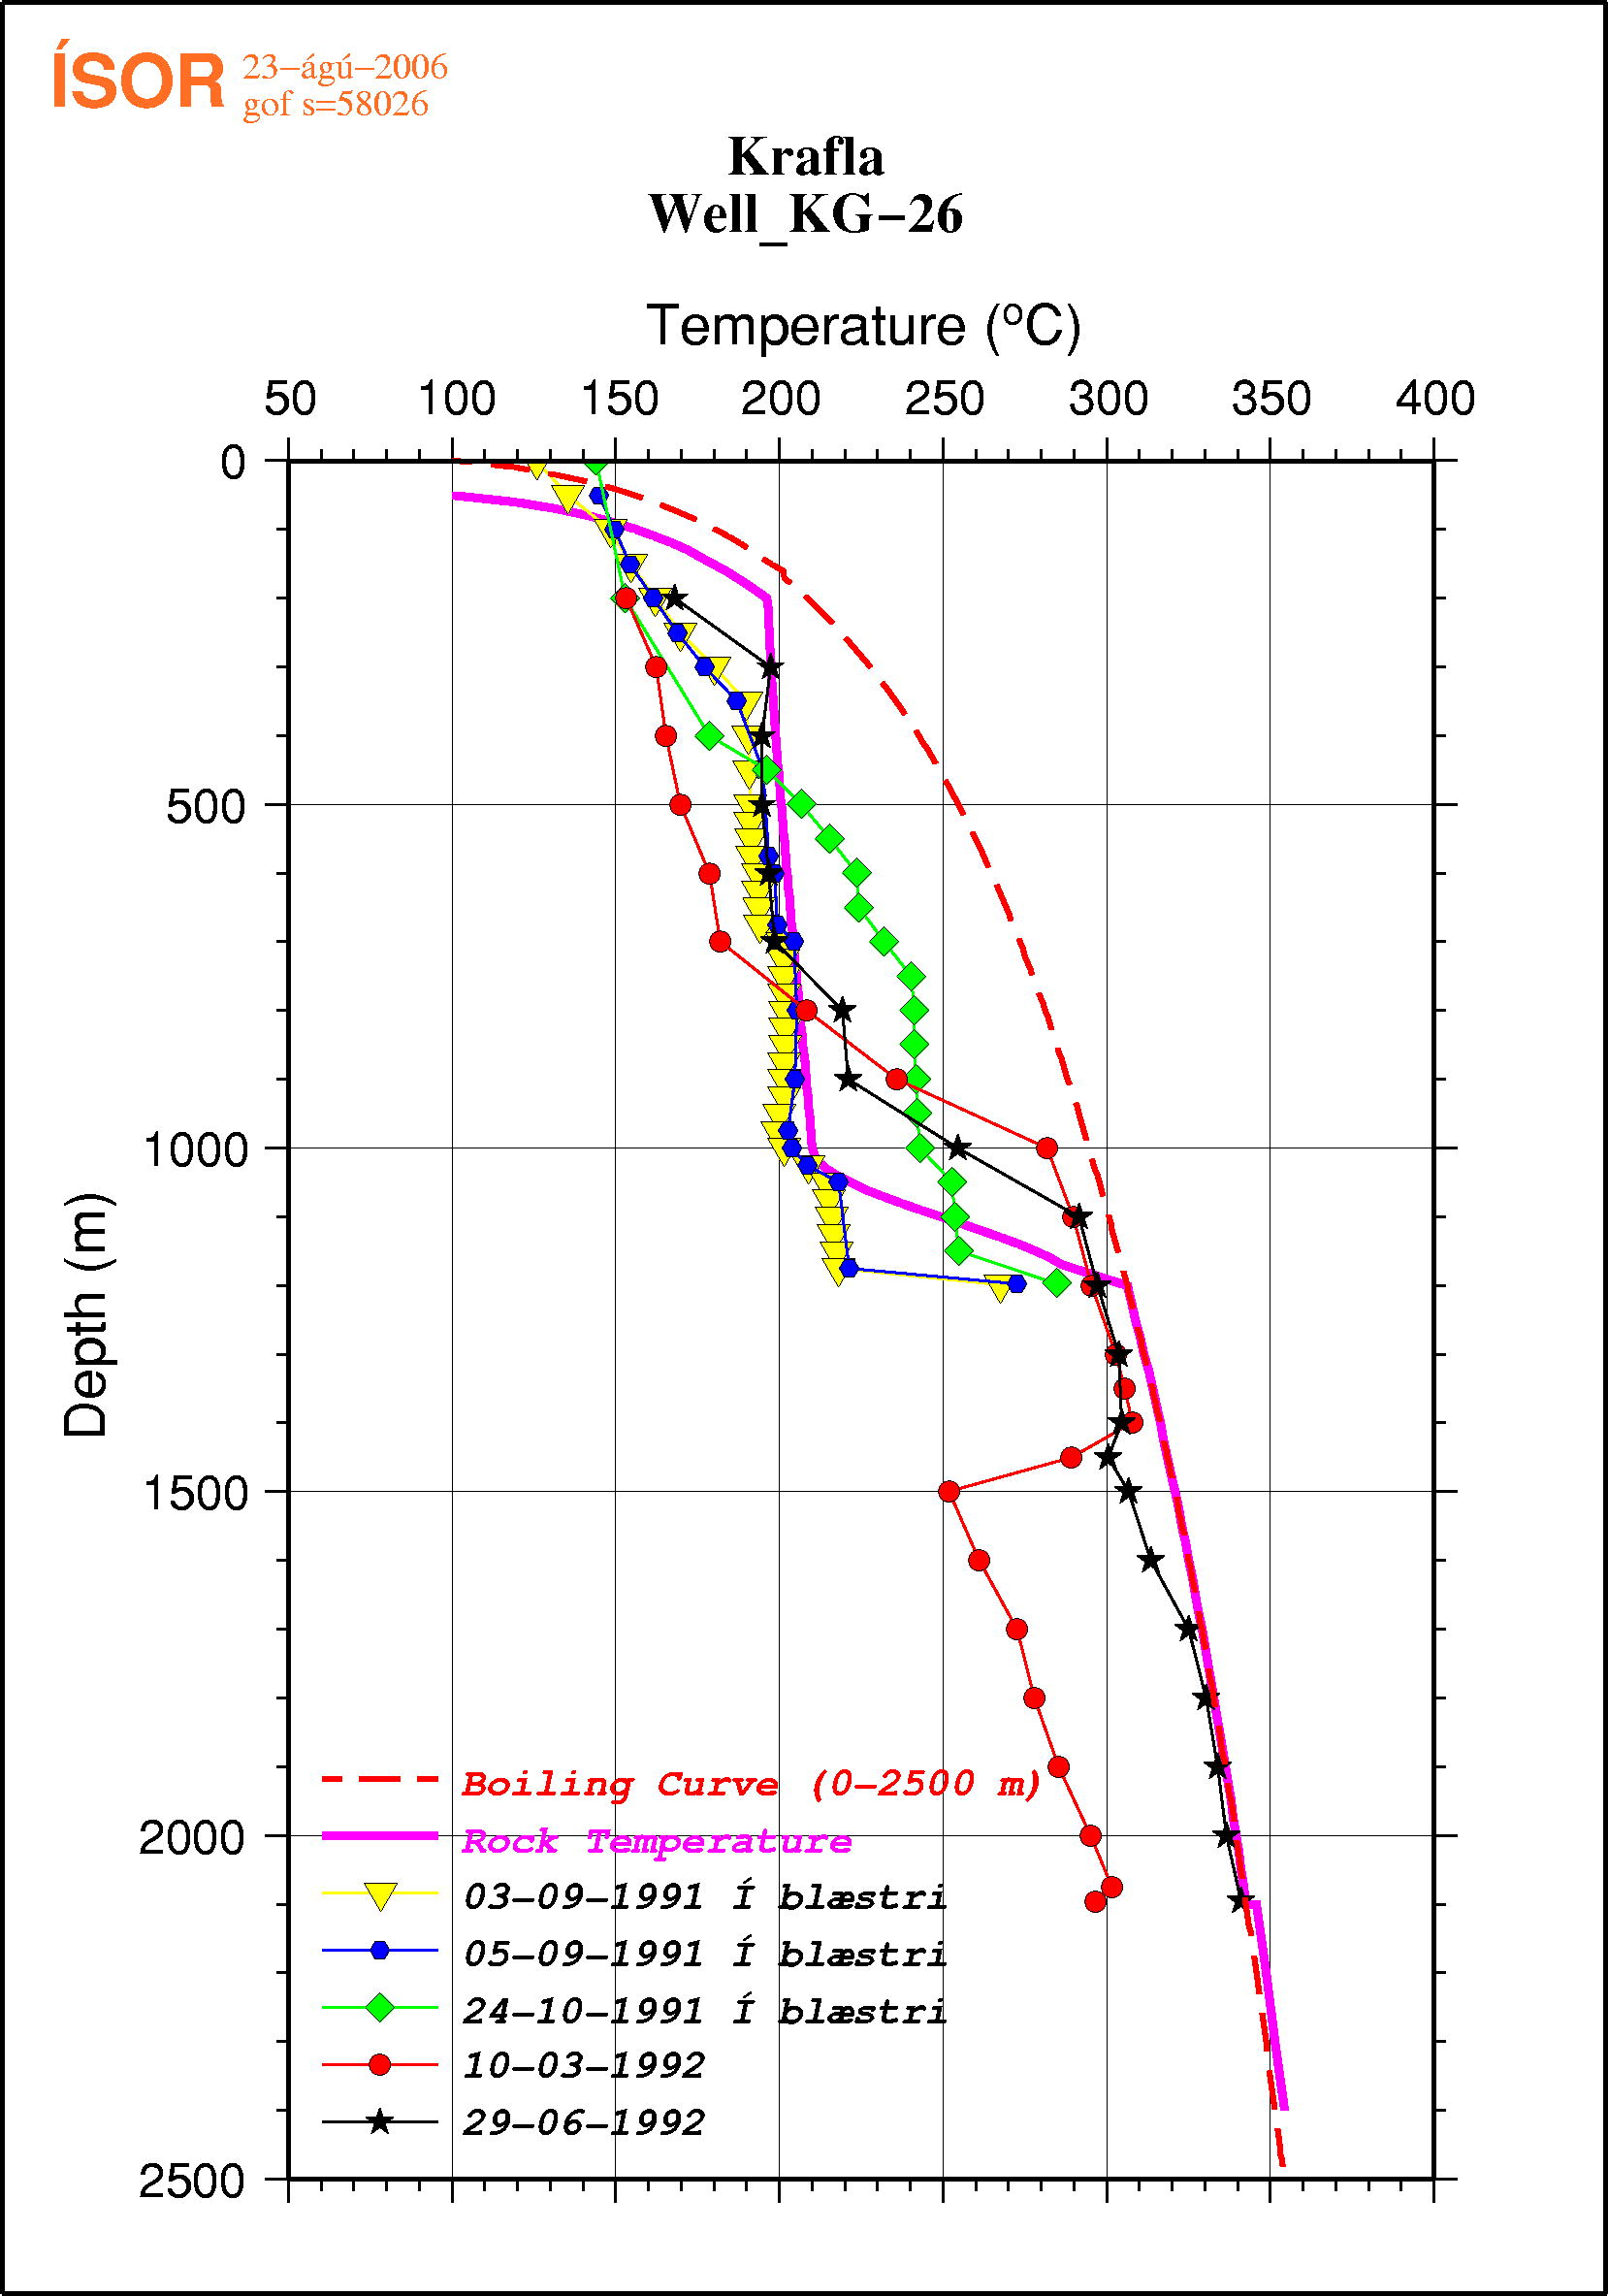 ÍSOR
23-ágú-2006
gof s=58026
Krafla
Well_KG-26
Temperature (ºC)
50 100 150 200 250 300 350 400
0
500
1000
1500
2000
2500
Depth (m)
Boiling Curve (0-2500 m)
Rock Temperature
03-09-1991 Í blæstri
05-09-1991 Í blæstri
24-10-1991 Í blæstri
10-03-1992
29-06-1992